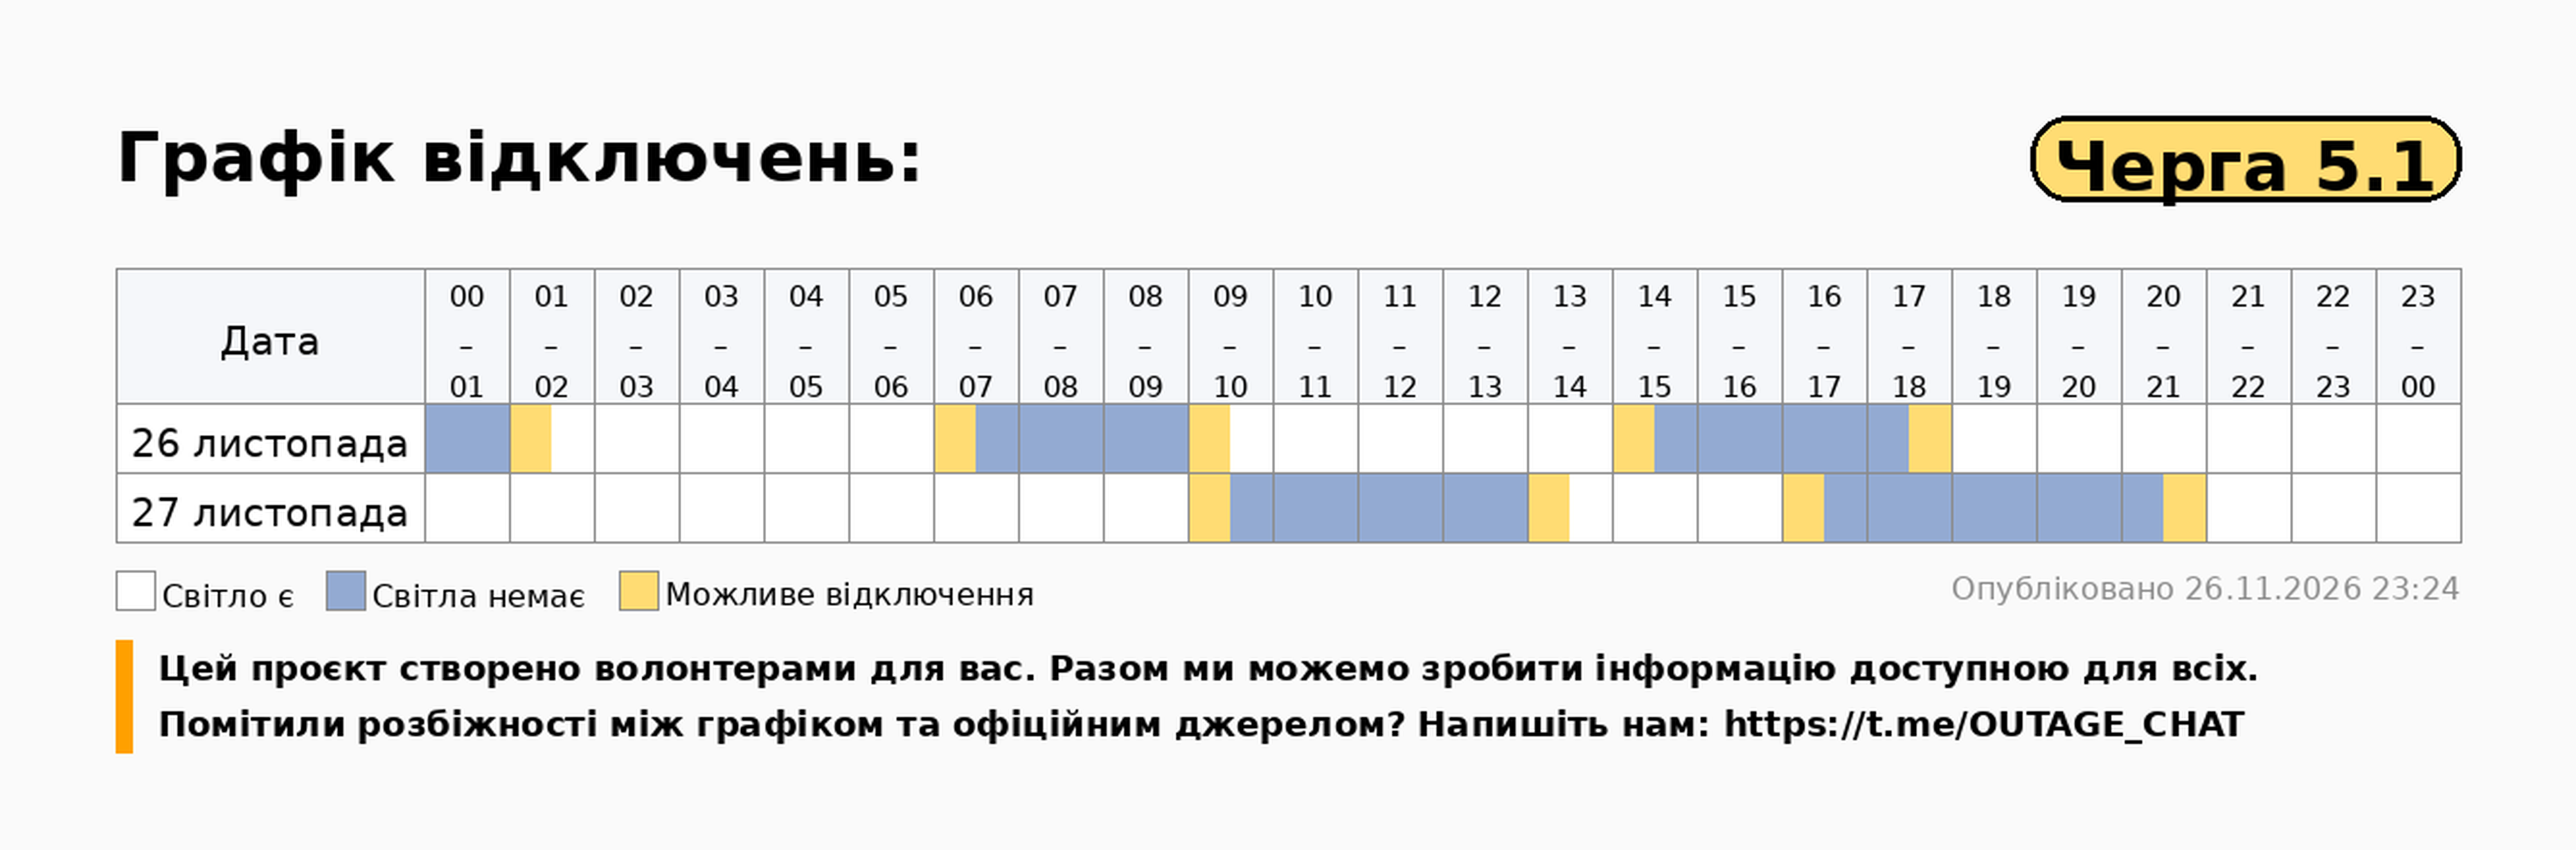 Графік відключень:
Черга 5.1
Дата 00 – 01 01 – 02 02 – 03 03 – 04 04 – 05 05 – 06 06 – 07 07 – 08 08 – 09 09 – 10 10 – 11 11 – 12 12 – 13 13 – 14 14 – 15 15 – 16 16 – 17 17 – 18 18 – 19 19 – 20 20 – 21 21 – 22 22 – 23 23 – 00
26 листопада
27 листопада
Світло є Світла немає Можливе відключення
Опубліковано 26.11.2026 23:24
Цей проєкт створено волонтерами для вас. Разом ми можемо зробити інформацію доступною для всіх.
Помітили розбіжності між графіком та офіційним джерелом? Напишіть нам: https://t.me/OUTAGE_CHAT